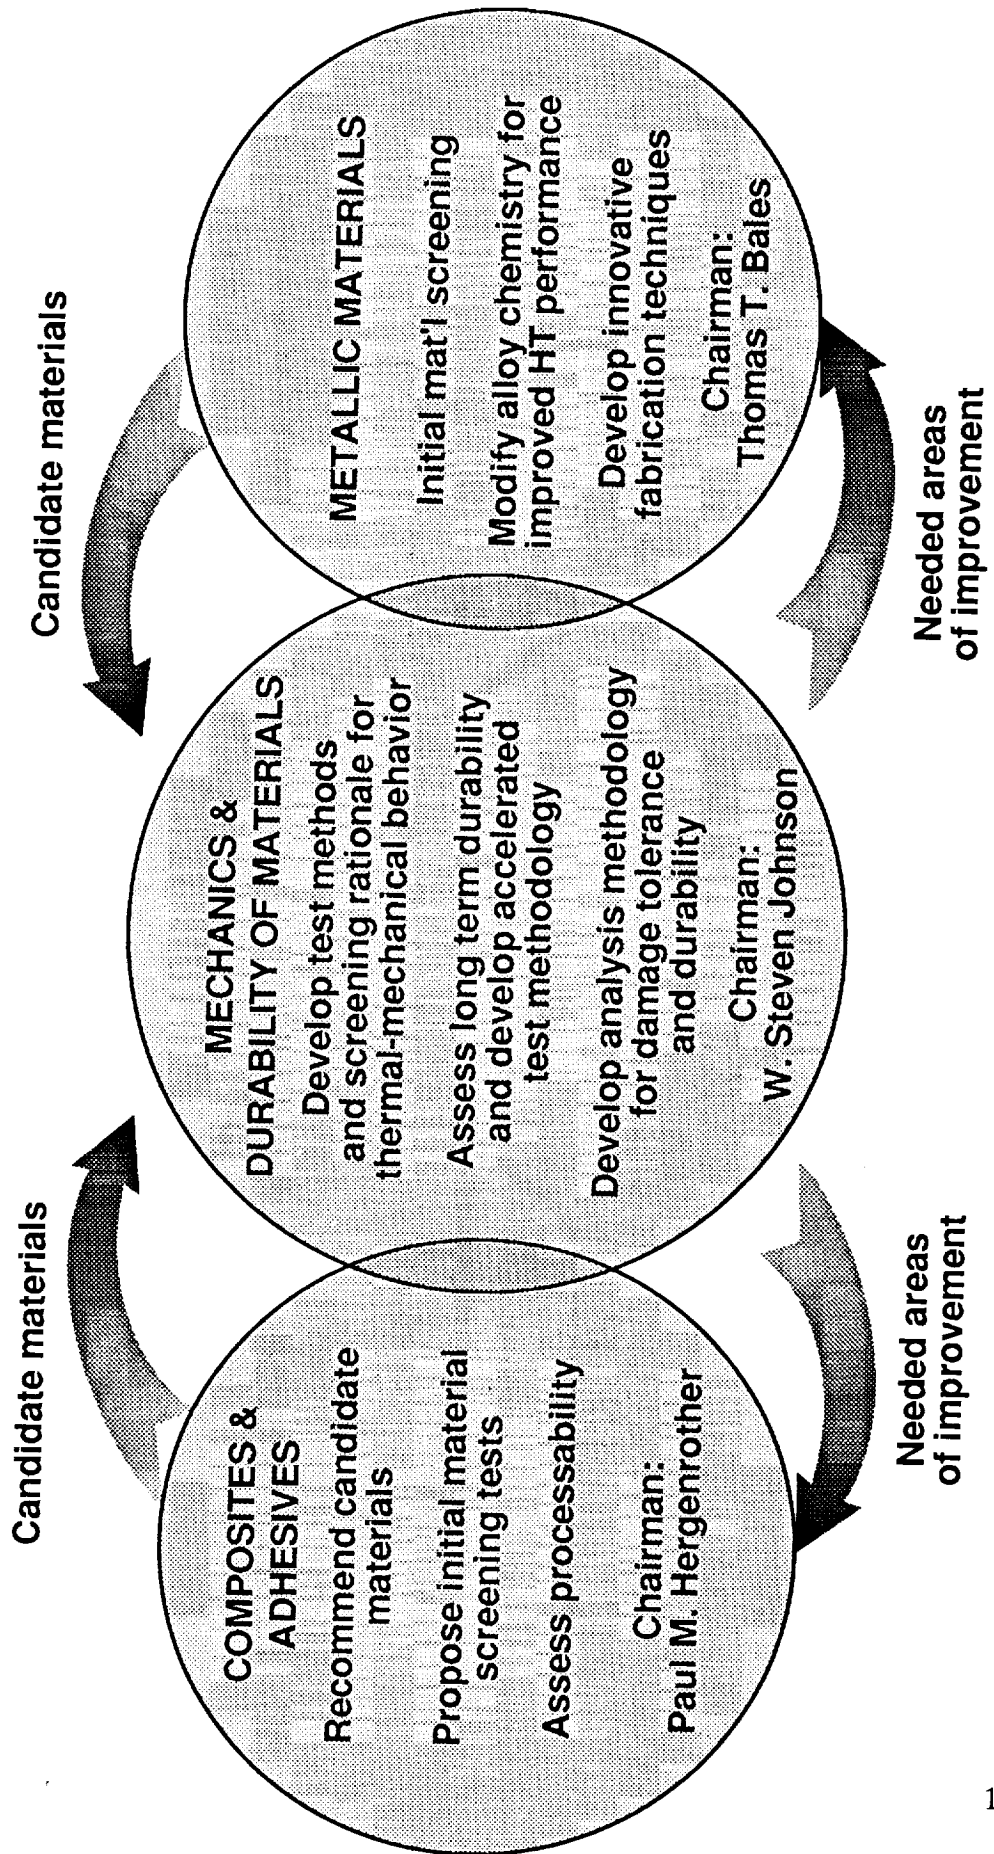 Candidate materials
Candidate materials
COMPOSITES &
ADHESIVES
Recommend candidate
materials
Propose initial material
screening tests
Assess processability
Chairman:
Paul M. Hergenrother
MECHANICS &
DURABILITY OF MATERIALS
Develop test methods
and screening rationale for
thermal-mechanical behavior
Assess long term durability
and develop accelerated
test methodology
Develop analysis methodology
for damage tolerance
and durability
Chairman:
W. Steven Johnson
METALLIC MATERIALS
Initial mat'l screening
Modify alloy chemistry for
improved HT performance
Develop innovative
fabrication techniques
Chairman:
Thomas T. Bales
Needed areas
of improvement
Needed areas
of improvement
1